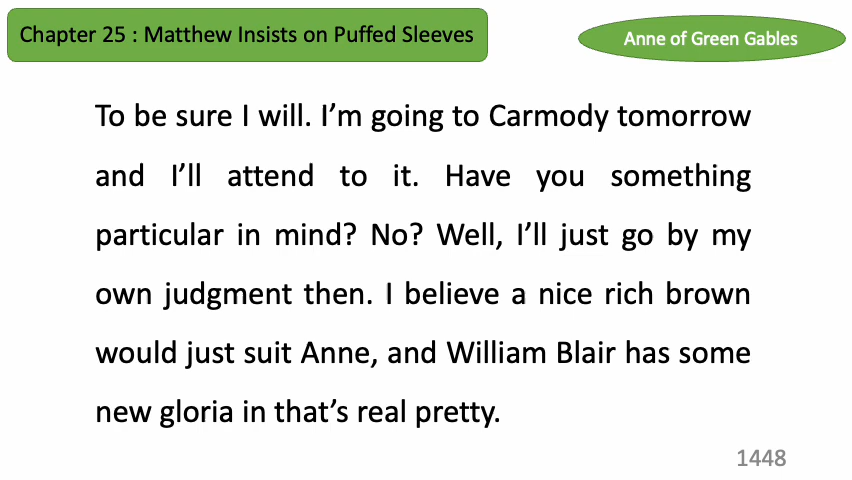 Chapter 25 : Matthew Insists on Puffed Sleeves
Anne of Green Gables
To be sure I will. I’m going to Carmody tomorrow
and I’ll attend to it. Have you something
particular in mind? No? Well, I’ll just go by my
own judgment then. I believe a nice rich brown
would just suit Anne, and William Blair has some
new gloria in that’s real pretty.
1448